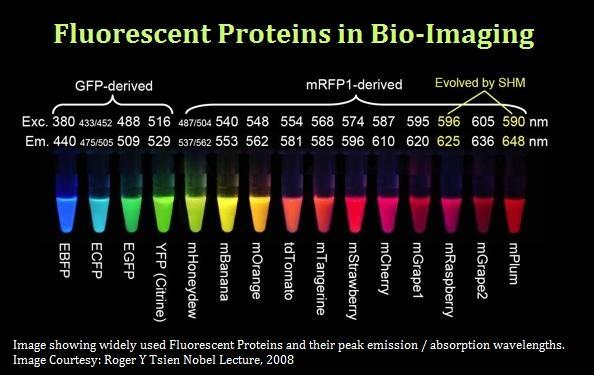 Fluorescent Proteins in Bio-Imaging
GFP-derived mRFP1-derived Evolved by SHM
Exc. 380 433/452 488 516 487/504 540 548 554 568 574 587 595 596 605 590 nm
Em. 440 475/505 509 529 537/562 553 562 581 585 596 610 620 625 636 648 nm
EBFP
ECFP
EGFP
YFP (Citrine)
mHoneydew
mBanana
mOrange
tdTomato
mTangerine
mStrawberry
mCherry
mGrape1
mRaspberry
mGrape2
mPlum
Image showing widely used Fluorescent Proteins and their peak emission / absorption wavelengths.
Image Courtesy: Roger Y Tsien Nobel Lecture, 2008